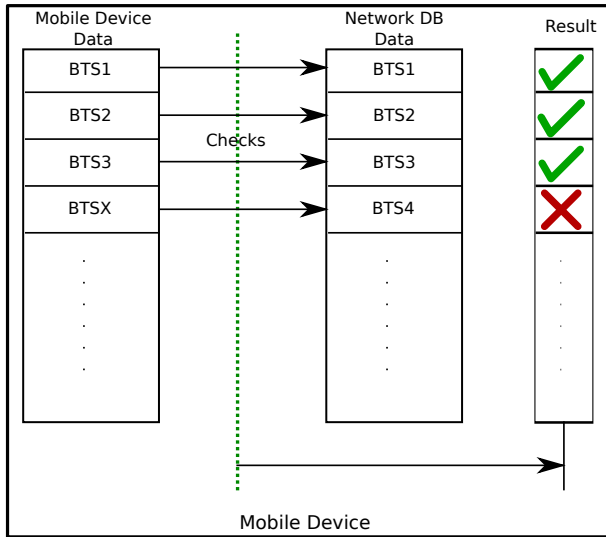 Mobile Device
Data
Network DB
Data
Result
BTS1
BTS1
BTS2
BTS2
Checks
BTS3
BTS3
BTSX
BTS4
Mobile Device